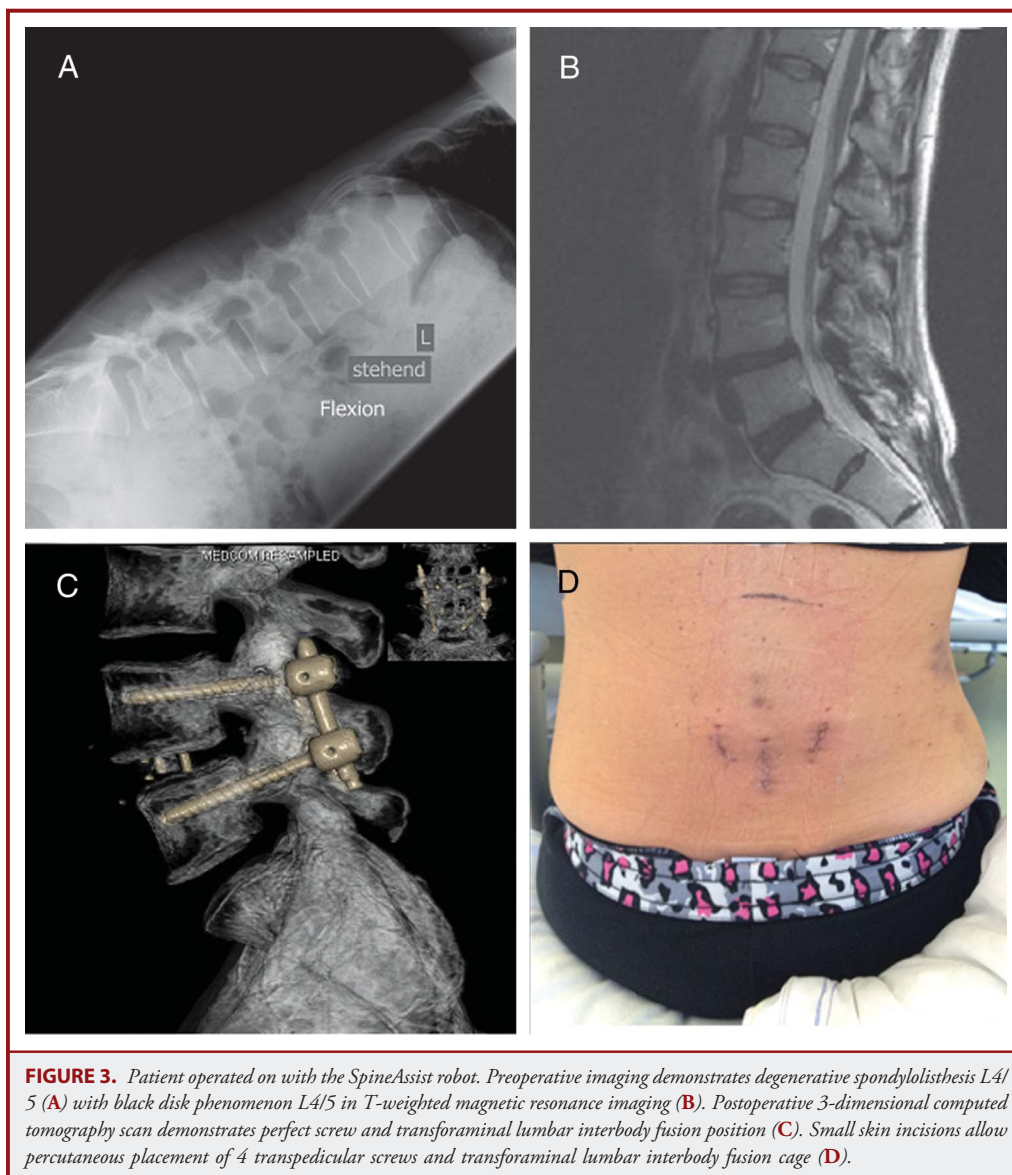 A
B
L
stehend
Flexion
MEDCOM RESAMPLED
C
D
FIGURE 3. Patient operated on with the SpineAssist robot. Preoperative imaging demonstrates degenerative spondylolisthesis L4/
5 (A) with black disk phenomenon L4/5 in T-weighted magnetic resonance imaging (B). Postoperative 3-dimensional computed
tomography scan demonstrates perfect screw and transforaminal lumbar interbody fusion position (C). Small skin incisions allow
percutaneous placement of 4 transpedicular screws and transforaminal lumbar interbody fusion cage (D).